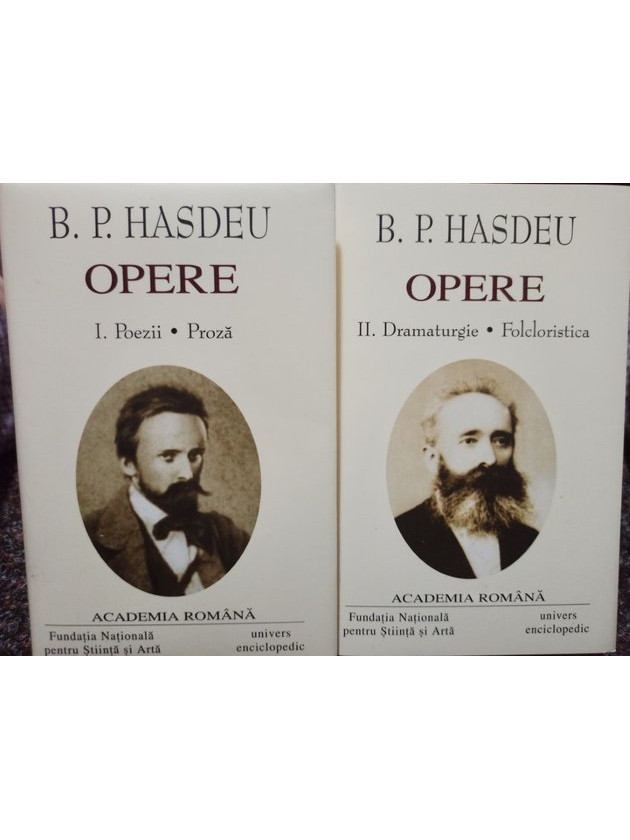 B. P. HASDEU
OPERE
I. Poezii • Proză
ACADEMIA ROMÂNĂ
Fundația Națională
pentru Știință și Artă
univers
enciclopedic
B. P. HASDEU
OPERE
II. Dramaturgie • Folcloristica
ACADEMIA ROMÂNĂ
Fundația Națională
pentru Știință și Artă
univers
enciclopedic